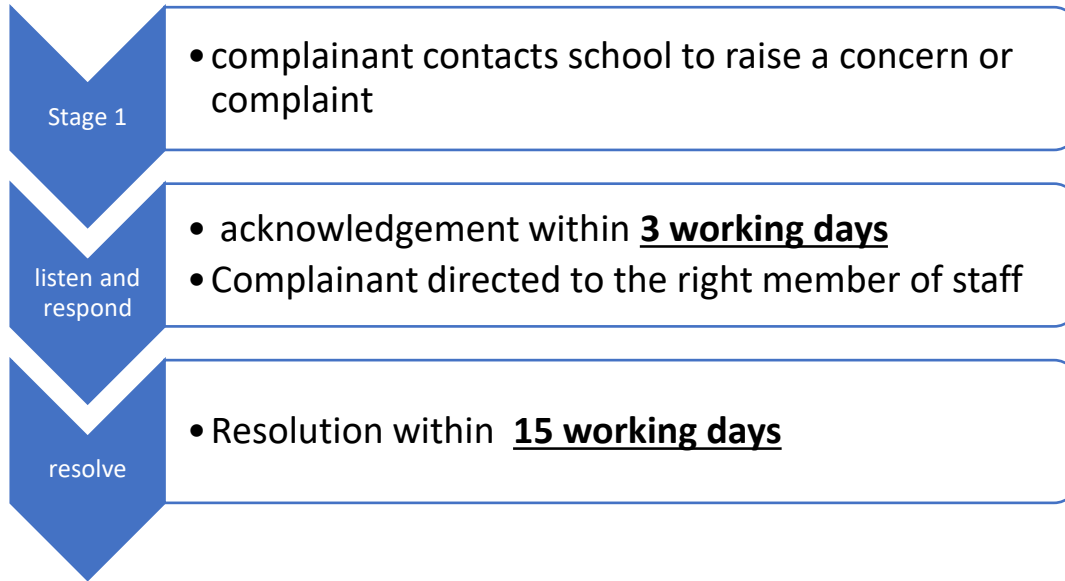 Stage 1
• complainant contacts school to raise a concern or
complaint
listen and
respond
• acknowledgement within 3 working days
• Complainant directed to the right member of staff
resolve
• Resolution within 15 working days